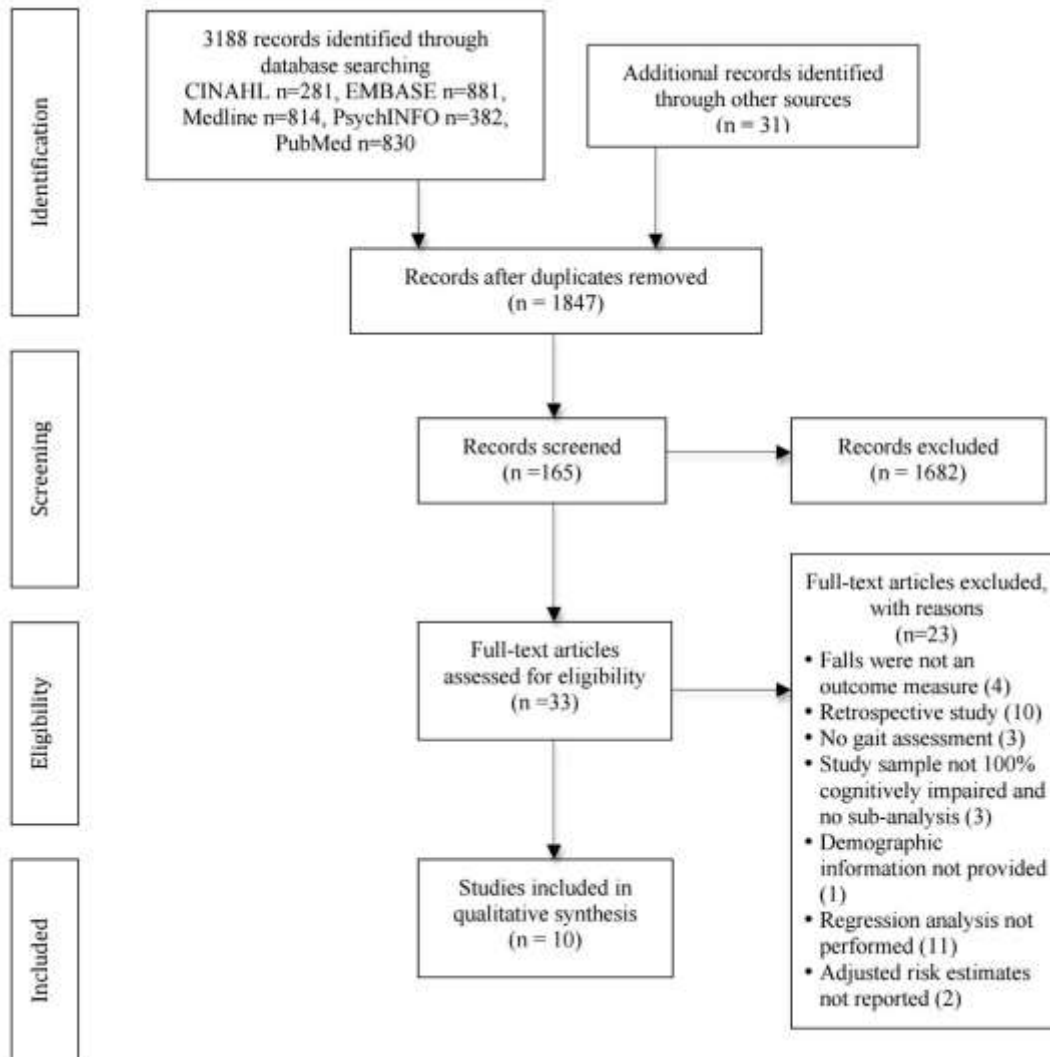 Identification
3188 records identified through
database searching
CINAHL n=281, EMBASE n=881,
Medline n=814, PsychINFO n=382,
PubMed n=830
Additional records identified
through other sources
(n = 31)
Records after duplicates removed
(n = 1847)
Screening
Records screened
(n =165)
Records excluded
(n = 1682)
Eligibility
Full-text articles
assessed for eligibility
(n =33)
Full-text articles excluded,
with reasons
(n=23)
• Falls were not an
outcome measure (4)
• Retrospective study (10)
• No gait assessment (3)
• Study sample not 100%
cognitively impaired and
no sub-analysis (3)
• Demographic
information not provided
(1)
• Regression analysis not
performed (11)
• Adjusted risk estimates
not reported (2)
Included
Studies included in
qualitative synthesis
(n = 10)